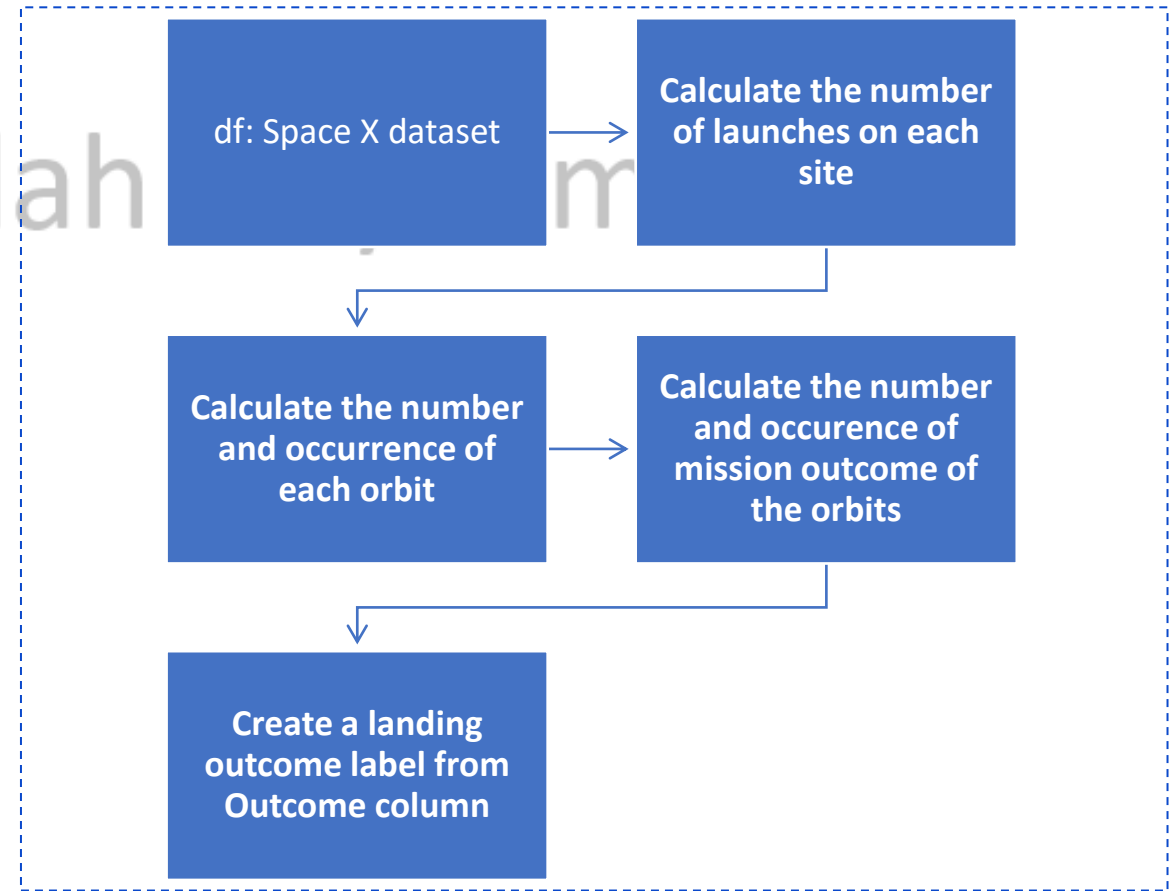 df: Space X dataset
Calculate the number
of launches on each
site
Calculate the number
and occurrence of
each orbit
Calculate the number
and occurence of
mission outcome of
the orbits
Create a landing
outcome label from
Outcome column